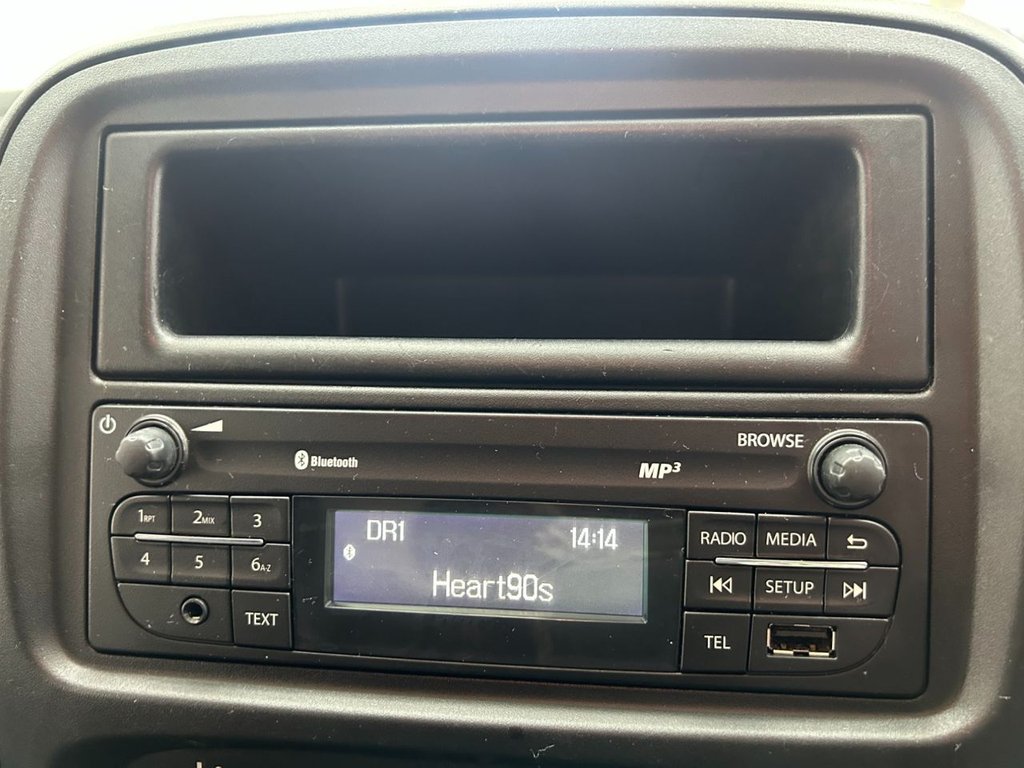 BROWSE
Bluetooth
MP3
1RPT 2MIX 3
DR1 14:14
RADIO MEDIA
4 5 6A-Z
Heart90s
SETUP
TEXT
TEL